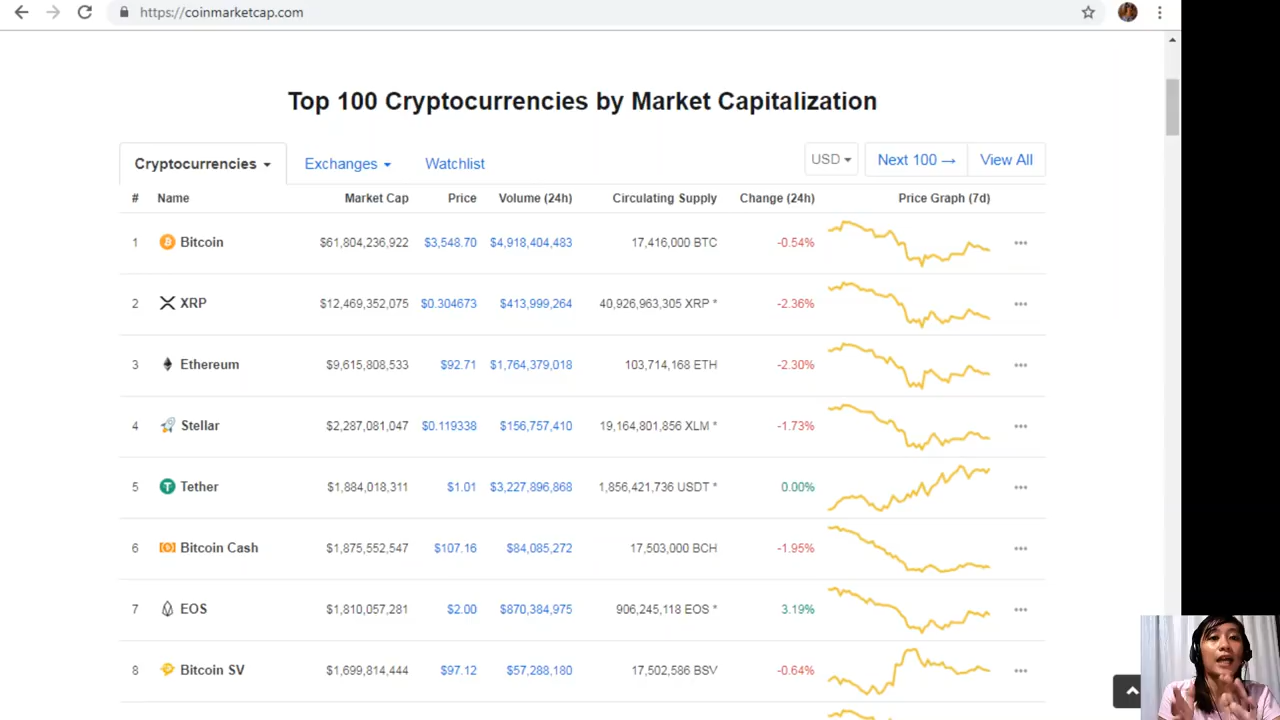 https://coinmarketcap.com
Top 100 Cryptocurrencies by Market Capitalization
Cryptocurrencies Exchanges Watchlist USD Next 100 → View All
# Name Market Cap Price Volume (24h) Circulating Supply Change (24h) Price Graph (7d)
1 Bitcoin $61,804,236,922 $3,548.70 $4,918,404,483 17,416,000 BTC -0.54%
2 XRP $12,469,352,075 $0.304673 $413,999,264 40,926,963,305 XRP * -2.36%
3 Ethereum $9,615,808,533 $92.71 $1,764,379,018 103,714,168 ETH -2.30%
4 Stellar $2,287,081,047 $0.119338 $156,757,410 19,164,801,856 XLM * -1.73%
5 Tether $1,884,018,311 $1.01 $3,227,896,868 1,856,421,736 USDT * 0.00%
6 Bitcoin Cash $1,875,552,547 $107.16 $84,085,272 17,503,000 BCH -1.95%
7 EOS $1,810,057,281 $2.00 $870,384,975 906,245,118 EOS * 3.19%
8 Bitcoin SV $1,699,814,444 $97.12 $57,288,180 17,502,586 BSV -0.64%